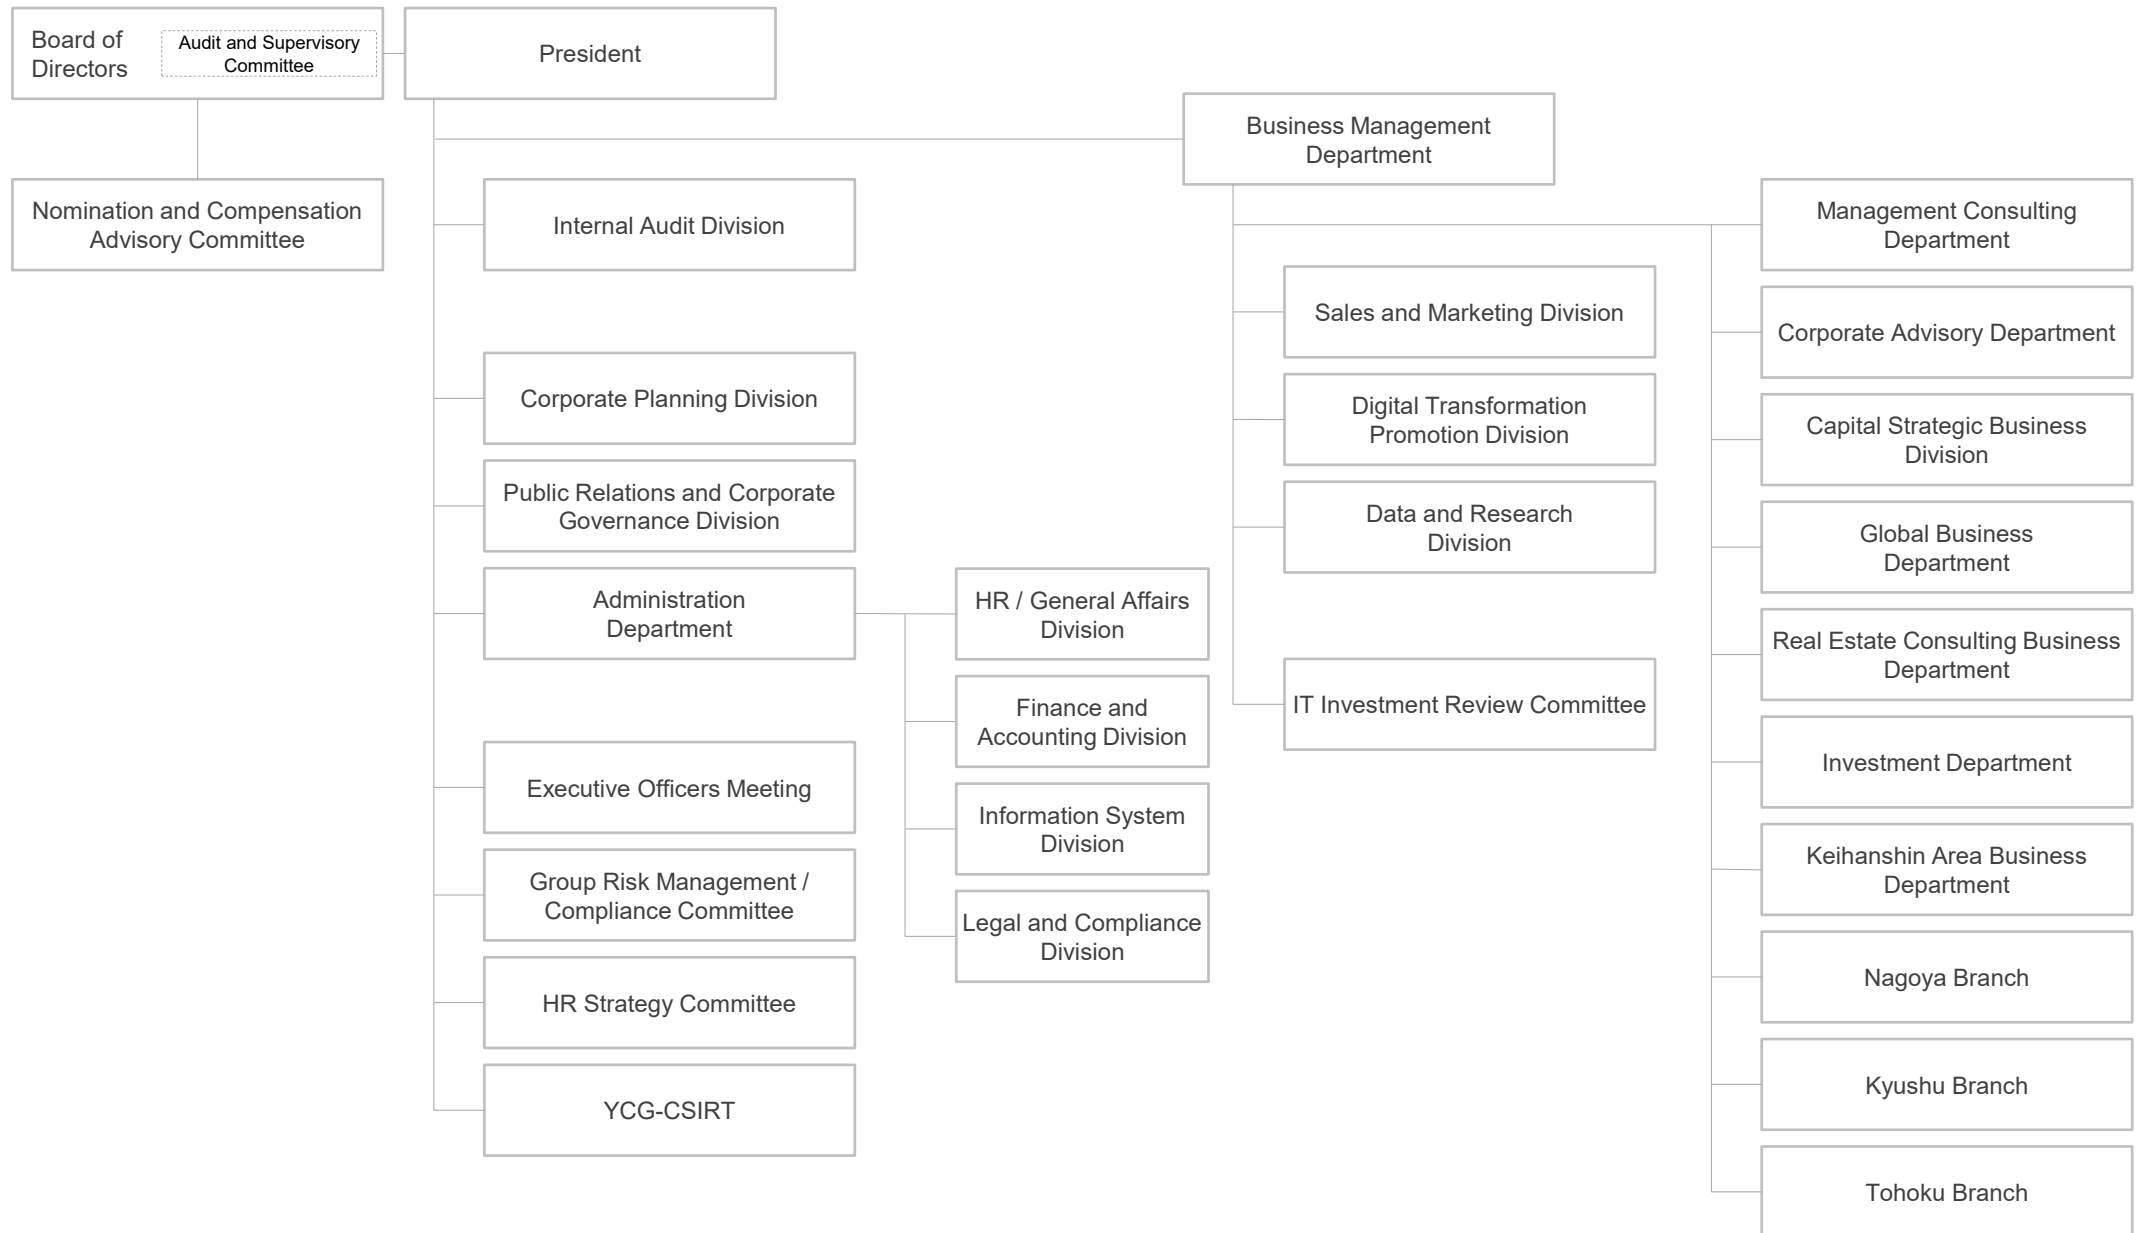 Board of
Directors
Audit and Supervisory
Committee
President
Nomination and Compensation
Advisory Committee
Internal Audit Division
Corporate Planning Division
Public Relations and Corporate
Governance Division
Administration
Department
HR / General Affairs
Division
Finance and
Accounting Division
Information System
Division
Legal and Compliance
Division
Executive Officers Meeting
Group Risk Management /
Compliance Committee
HR Strategy Committee
YCG-CSIRT
Business Management
Department
Sales and Marketing Division
Digital Transformation
Promotion Division
Data and Research
Division
IT Investment Review Committee
Management Consulting
Department
Corporate Advisory Department
Capital Strategic Business
Division
Global Business
Department
Real Estate Consulting Business
Department
Investment Department
Keihanshin Area Business
Department
Nagoya Branch
Kyushu Branch
Tohoku Branch